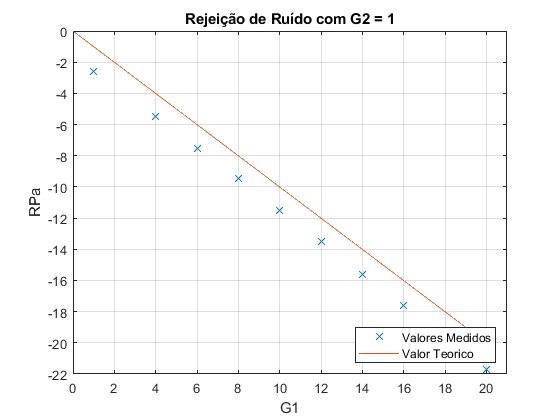 Rejeição de Ruído com G2 = 1
0
-2
-4
-6
-8
-10
-12
-14
-16
-18
-20
-22
RPa
0 2 4 6 8 10 12 14 16 18 20
G1
Valores Medidos
Valor Teorico